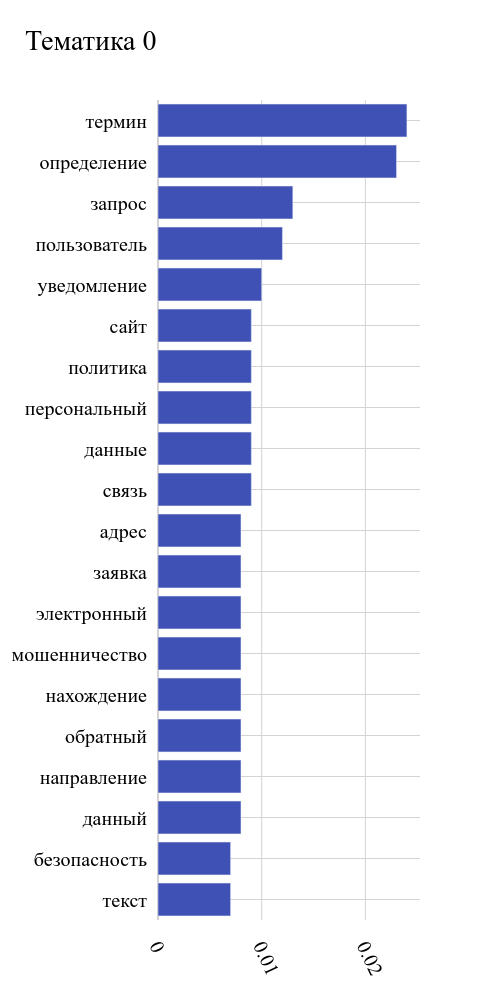 Тематика 0
термин
определение
запрос
пользователь
уведомление
сайт
политика
персональный
данные
связь
адрес
заявка
электронный
мошенничество
нахождение
обратный
направление
данный
безопасность
текст
0
0.01
0.02